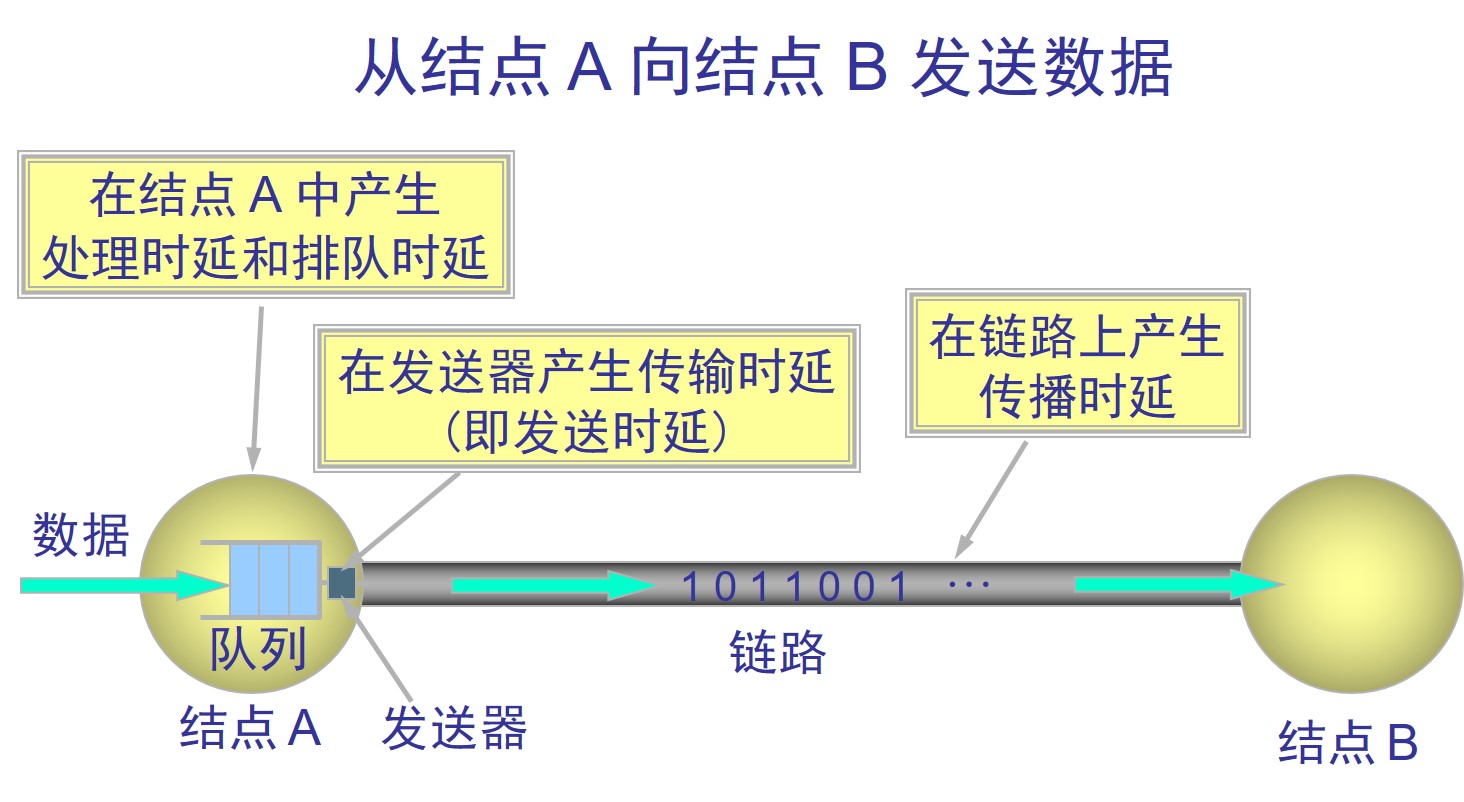 从结点 A 向结点 B 发送数据
在结点 A 中产生
处理时延和排队时延
在发送器产生传输时延
（即发送时延）
在链路上产生
传播时延
数据
1 0 1 1 0 0 1 …
队列
链路
结点 A
发送器
结点 B